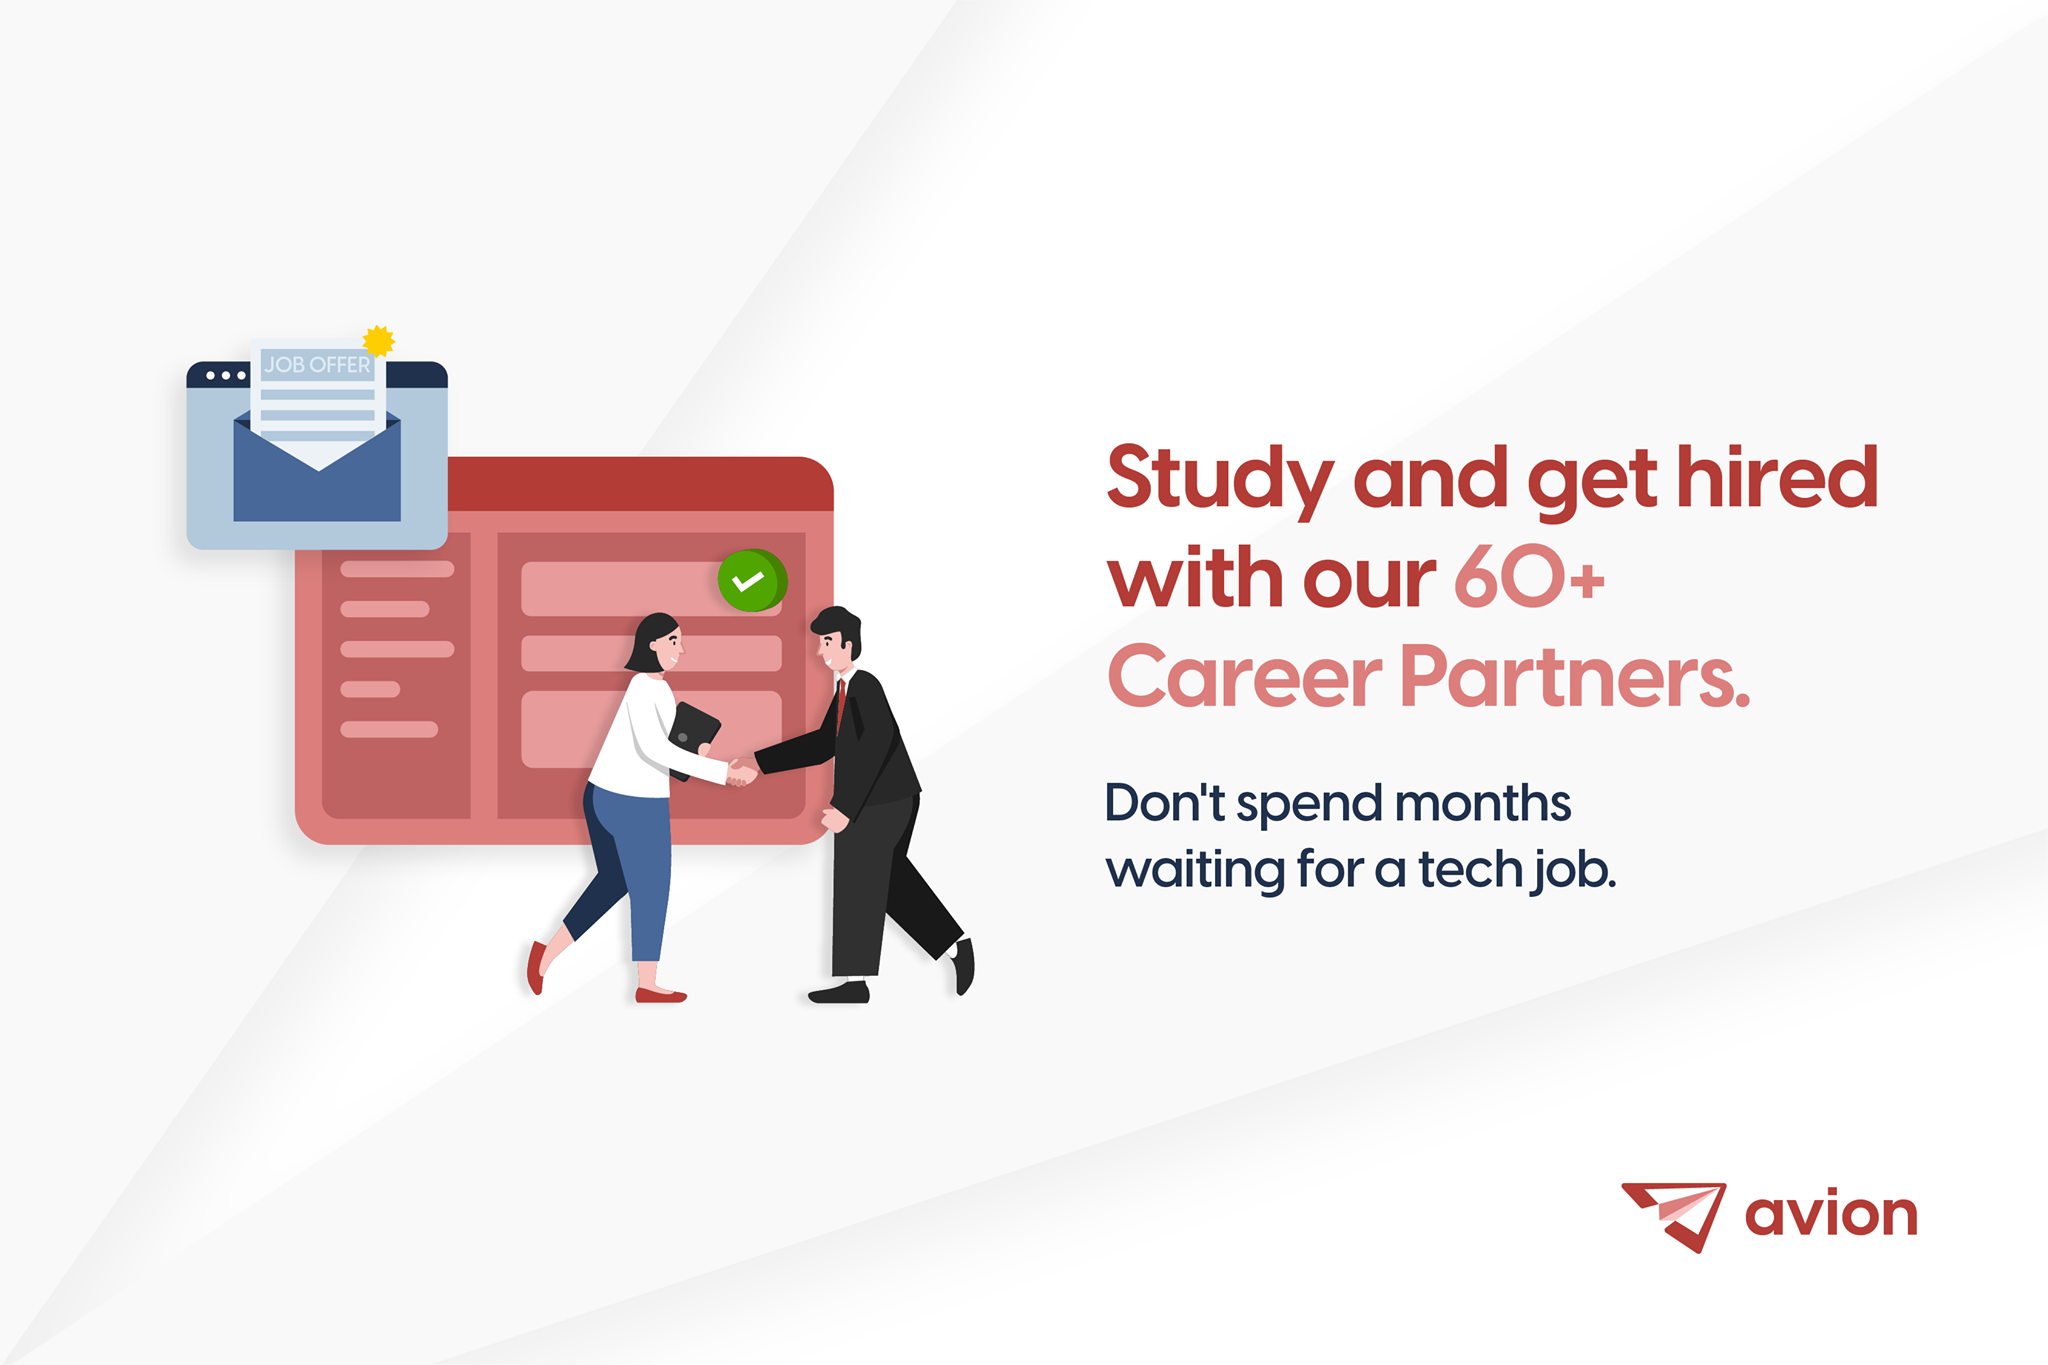 JOB OFFER
Study and get hired
with our 60+
Career Partners.
Don't spend months
waiting for a tech job.
avion